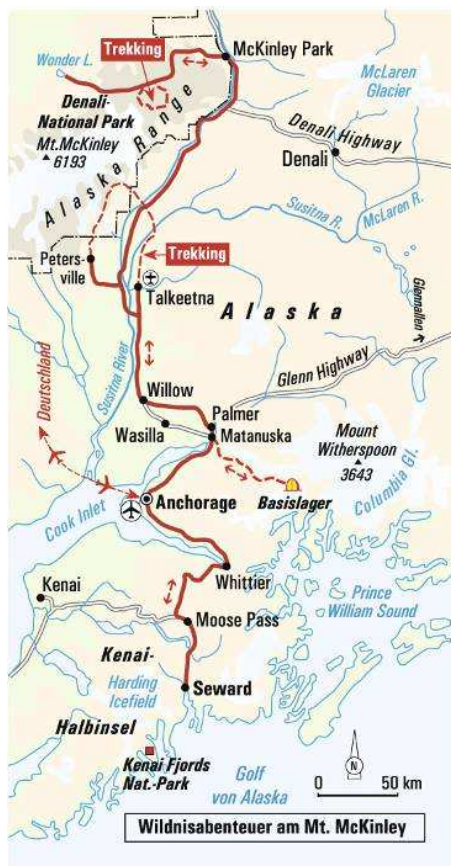 Wonder L.
Trekking
McKinley Park
Denali-
National Park
Mt.McKinley
▲ 6193
McLaren
Glacier
Denali Highway
Denali
Alaska Range
Susitna R.
McLaren R.
Peters-
ville
Trekking
Talkeetna
Alaska
Glennallen
Susitna River
Glenn Highway
Deutschland
Willow
Palmer
Wasilla
Matanuska
Mount
Witherspoon
▲
3643
Columbia Gl.
Anchorage
Basislager
Cook Inlet
Whittier
Kenai
Prince
William Sound
Moose Pass
Kenai-
Harding
Icefield
Seward
Halbinsel
Kenai Fjords
Nat.-Park
N
Golf
von Alaska
0 50 km
Wildnisabenteuer am Mt. McKinley